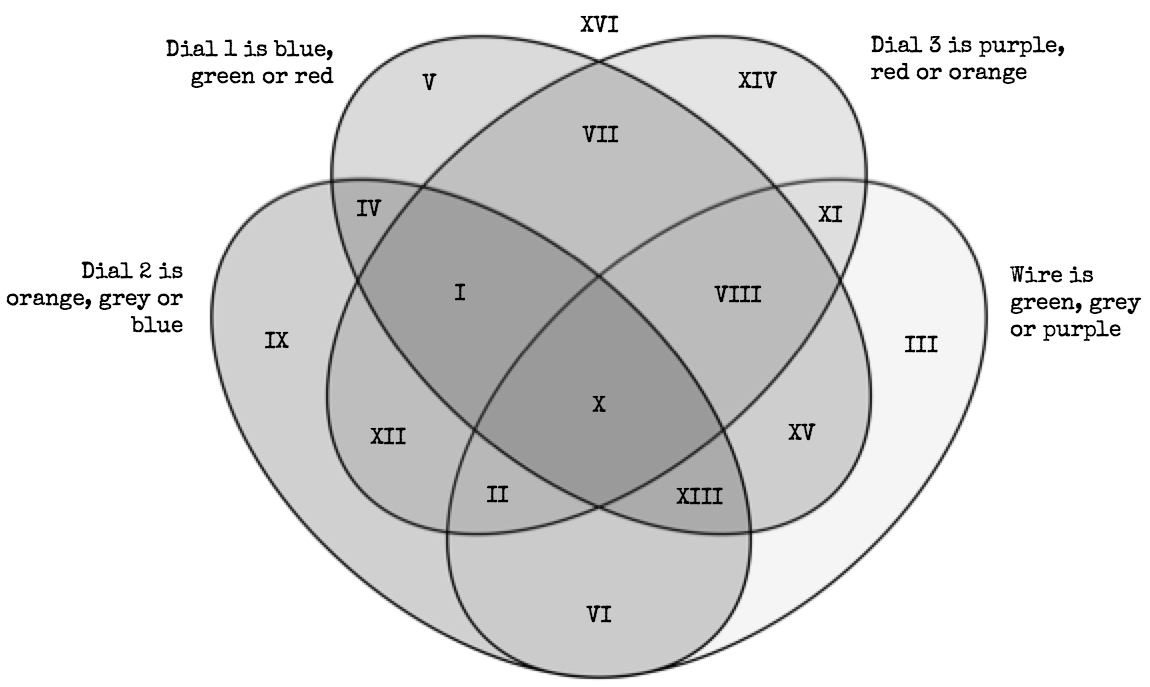 XVI
Dial 1 is blue,
green or red
Dial 3 is purple,
red or orange
V
XIV
VII
IV
XI
Dial 2 is
orange, grey or
blue
Wire is
green, grey
or purple
I
VIII
IX
III
X
XII
XV
II
XIII
VI